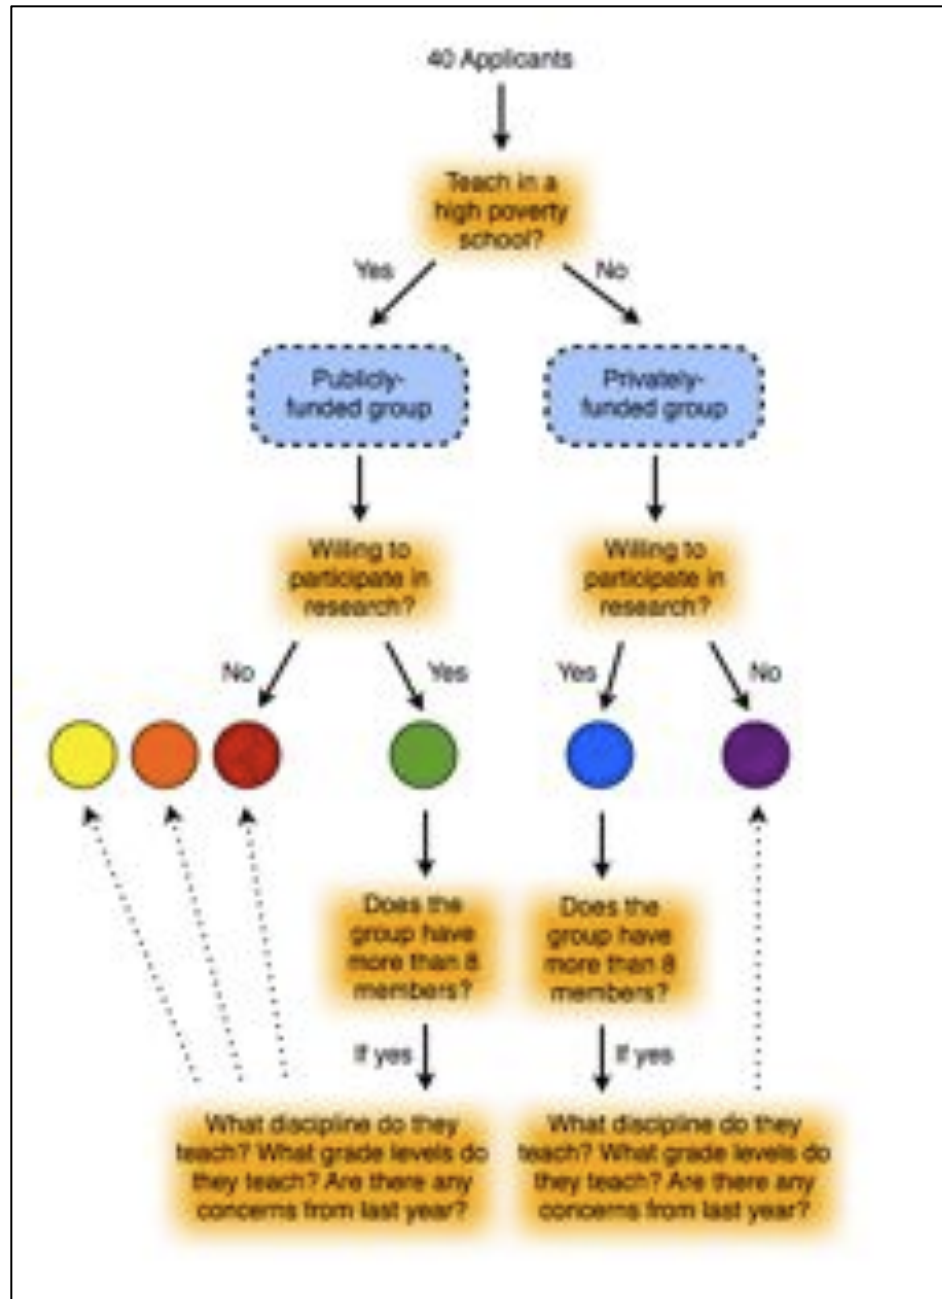 40 Applicants
Teach in a
high poverty
school?
Yes
No
Publicly-
funded group
Privately-
funded group
Willing to
participate in
research?
Willing to
participate in
research?
No
Yes
Yes
No
Does the
group have
more than 8
members?
Does the
group have
more than 8
members?
If yes
If yes
What discipline do they
teach? What grade levels do
they teach? Are there any
concerns from last year?
What discipline do they
teach? What grade levels do
they teach? Are there any
concerns from last year?